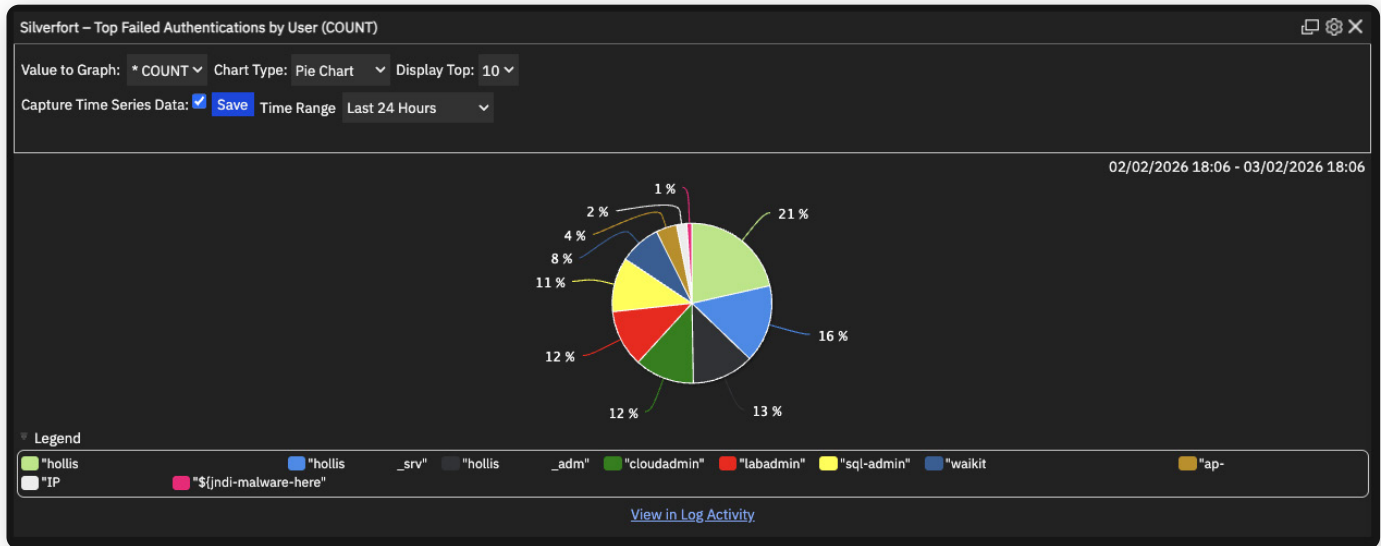 Silverfort – Top Failed Authentications by User (COUNT)
Value to Graph: * COUNT Chart Type: Pie Chart Display Top: 10
Capture Time Series Data: Save Time Range Last 24 Hours
02/02/2026 18:06 - 03/02/2026 18:06
1 %
2 %
21 %
4 %
8 %
11 %
16 %
12 %
12 %
13 %
Legend
"hollis "hollis _srv" "hollis _adm" "cloudadmin" "labadmin" "sql-admin" "waikit "ap-
"IP "${jndi-malware-here"
View in Log Activity